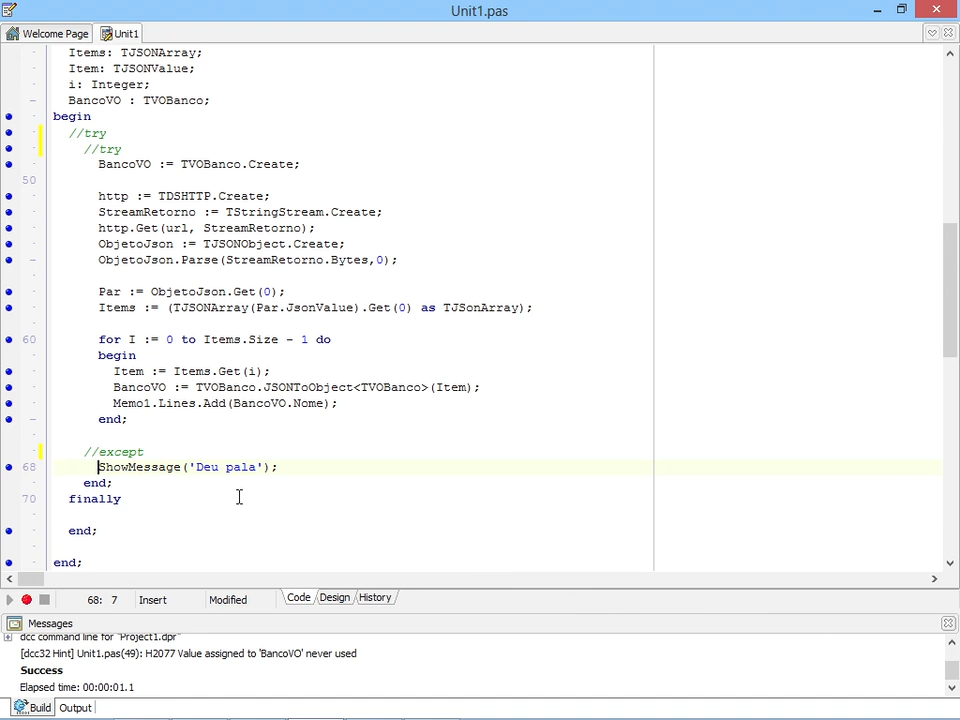 Unit1.pas
Welcome Page
Unit1
Items: TJSONArray;
Item: TJSONValue;
i: Integer;
BancoVO : TVOBanco;
begin
//try
//try
BancoVO := TVOBanco.Create;
50
http := TDSHTTP.Create;
StreamRetorno := TStringStream.Create;
http.Get(url, StreamRetorno);
ObjetoJson := TJSONObject.Create;
ObjetoJson.Parse(StreamRetorno.Bytes,0);
Par := ObjetoJson.Get(0);
Items := (TJSONArray(Par.JsonValue).Get(0) as TJSonArray);
60 for I := 0 to Items.Size - 1 do
begin
Item := Items.Get(i);
BancoVO := TVOBanco.JSONToObject<TVOBanco>(Item);
Memo1.Lines.Add(BancoVO.Nome);
end;
//except
68 ShowMessage('Deu pala');
end;
70 finally
end;
end;
68: 7 Insert Modified Code Design History
Messages
dcc command line for "Project1.dpr"
[dcc32 Hint] Unit1.pas(49): H2077 Value assigned to 'BancoVO' never used
Success
Elapsed time: 00:00:01.1
Build Output